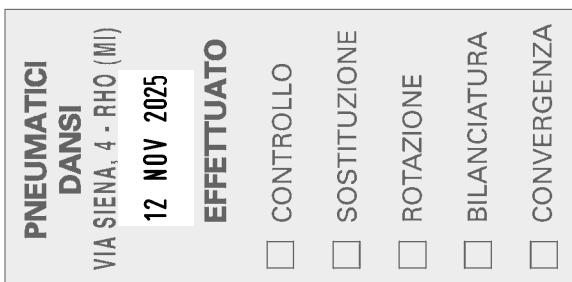 PNEUMATICI
DANSI
VIA SIENA, 4 - RHO (MI)
12 NOV 2025
EFFETTUATO
☐ CONTROLLO
☐ SOSTITUZIONE
☐ ROTAZIONE
☐ BILANCIATURA
☐ CONVERGENZA